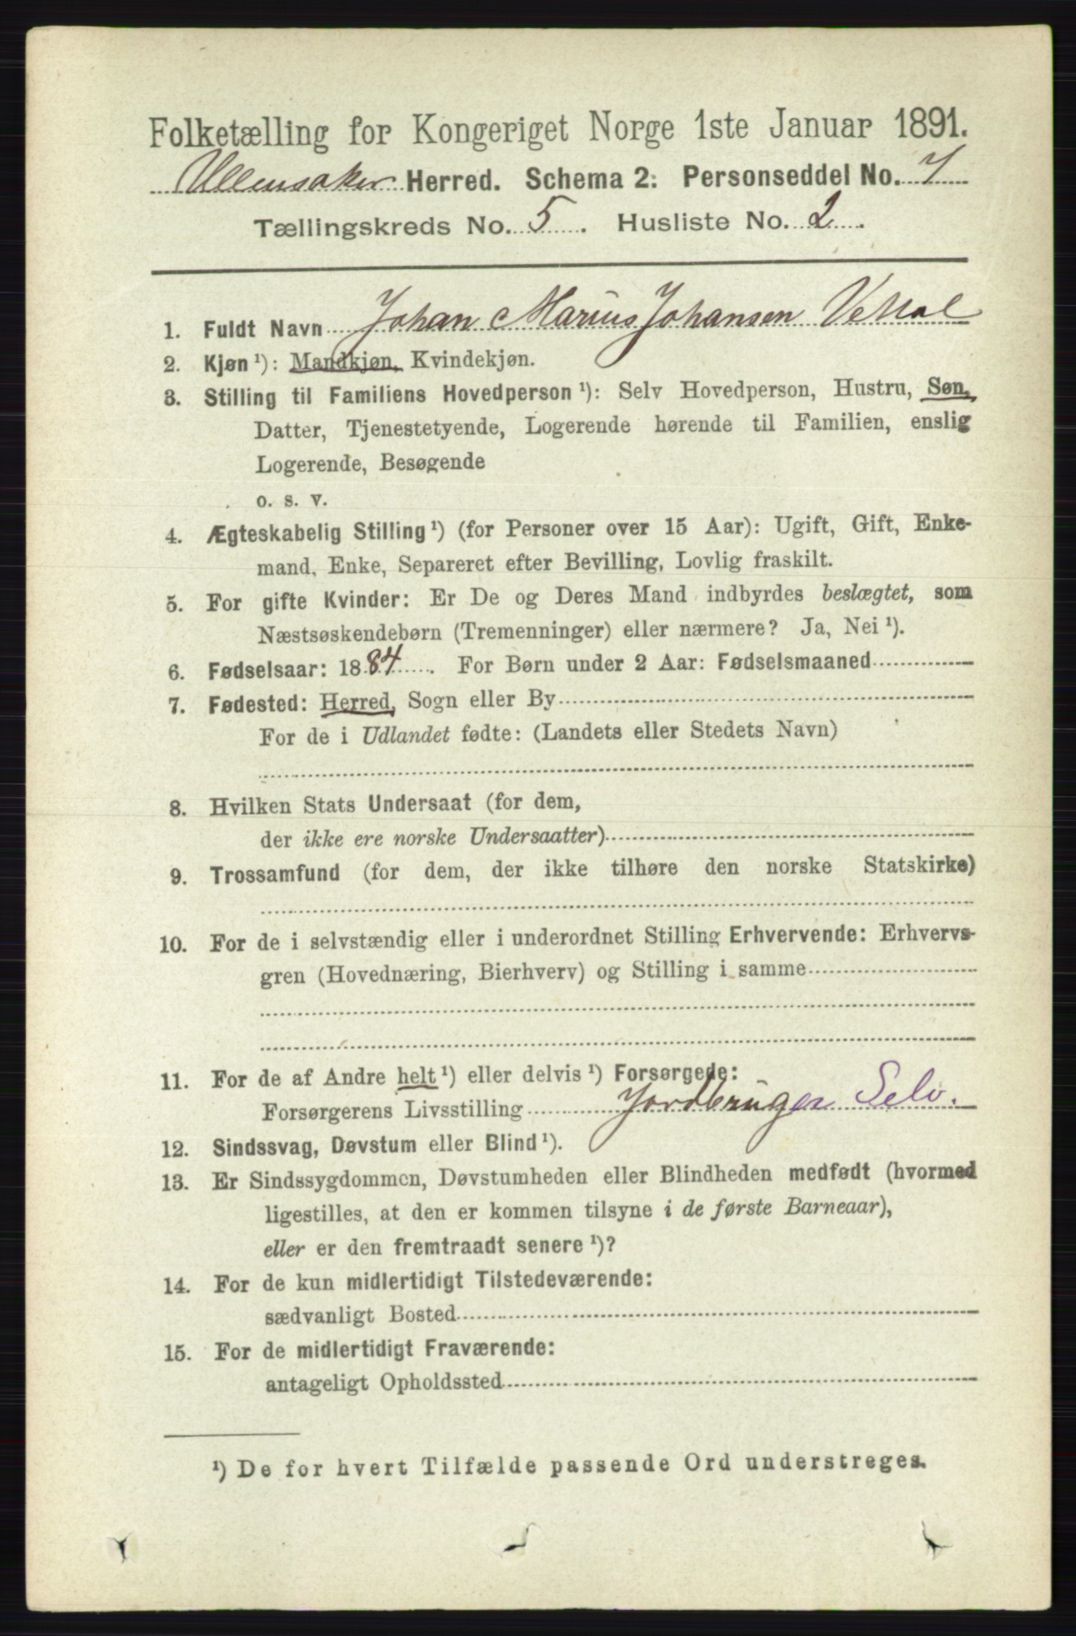 Folketælling for Kongeriget Norge 1ste Januar 1891.
Ullensaker Herred. Schema 2: Personseddel No. 7
Tællingskreds No. 5. Husliste No. 2.
1. Fuldt Navn Johan Marius Johansen
2. Kjøn ¹): Mandkjøn, Kvindekjøn.
3. Stilling til Familiens Hovedperson ¹): Selv Hovedperson, Hustru, Søn,
Datter, Tjenestetyende, Logerende hørende til Familien, enslig
Logerende, Besøgende
o. s. v.
4. Ægteskabelig Stilling ¹) (for Personer over 15 Aar): Ugift, Gift, Enke-
mand, Enke, Separeret efter Bevilling, Lovlig fraskilt.
5. For gifte Kvinder: Er De og Deres Mand indbyrdes beslægtet, som
Næstsøskendebørn (Tremenninger) eller nærmere? Ja, Nei ¹).
6. Fødselsaar: 1884. For Børn under 2 Aar: Fødselsmaaned
7. Fødested: Herred, Sogn eller By
For de i Udlandet fødte: (Landets eller Stedets Navn)
8. Hvilken Stats Undersaat (for dem,
der ikke ere norske Undersaatter)
9. Trossamfund (for dem, der ikke tilhøre den norske Statskirke)
10. For de i selvstændig eller i underordnet Stilling Erhvervende: Erhvervs-
gren (Hovednæring, Bierhverv) og Stilling i samme
11. For de af Andre helt ¹) eller delvis ¹) Forsørgede:
Forsørgerens Livsstilling Jordbruger Selv.
12. Sindssvag, Døvstum eller Blind ¹).
13. Er Sindssygdommen, Døvstumheden eller Blindheden medfødt (hvormed
ligestilles, at den er kommen tilsyne i de første Barneaar),
eller er den fremtraadt senere ¹)?
14. For de kun midlertidigt Tilstedeværende:
sædvanligt Bosted
15. For de midlertidigt Fraværende:
antageligt Opholdssted
¹) De for hvert Tilfælde passende Ord understreges.